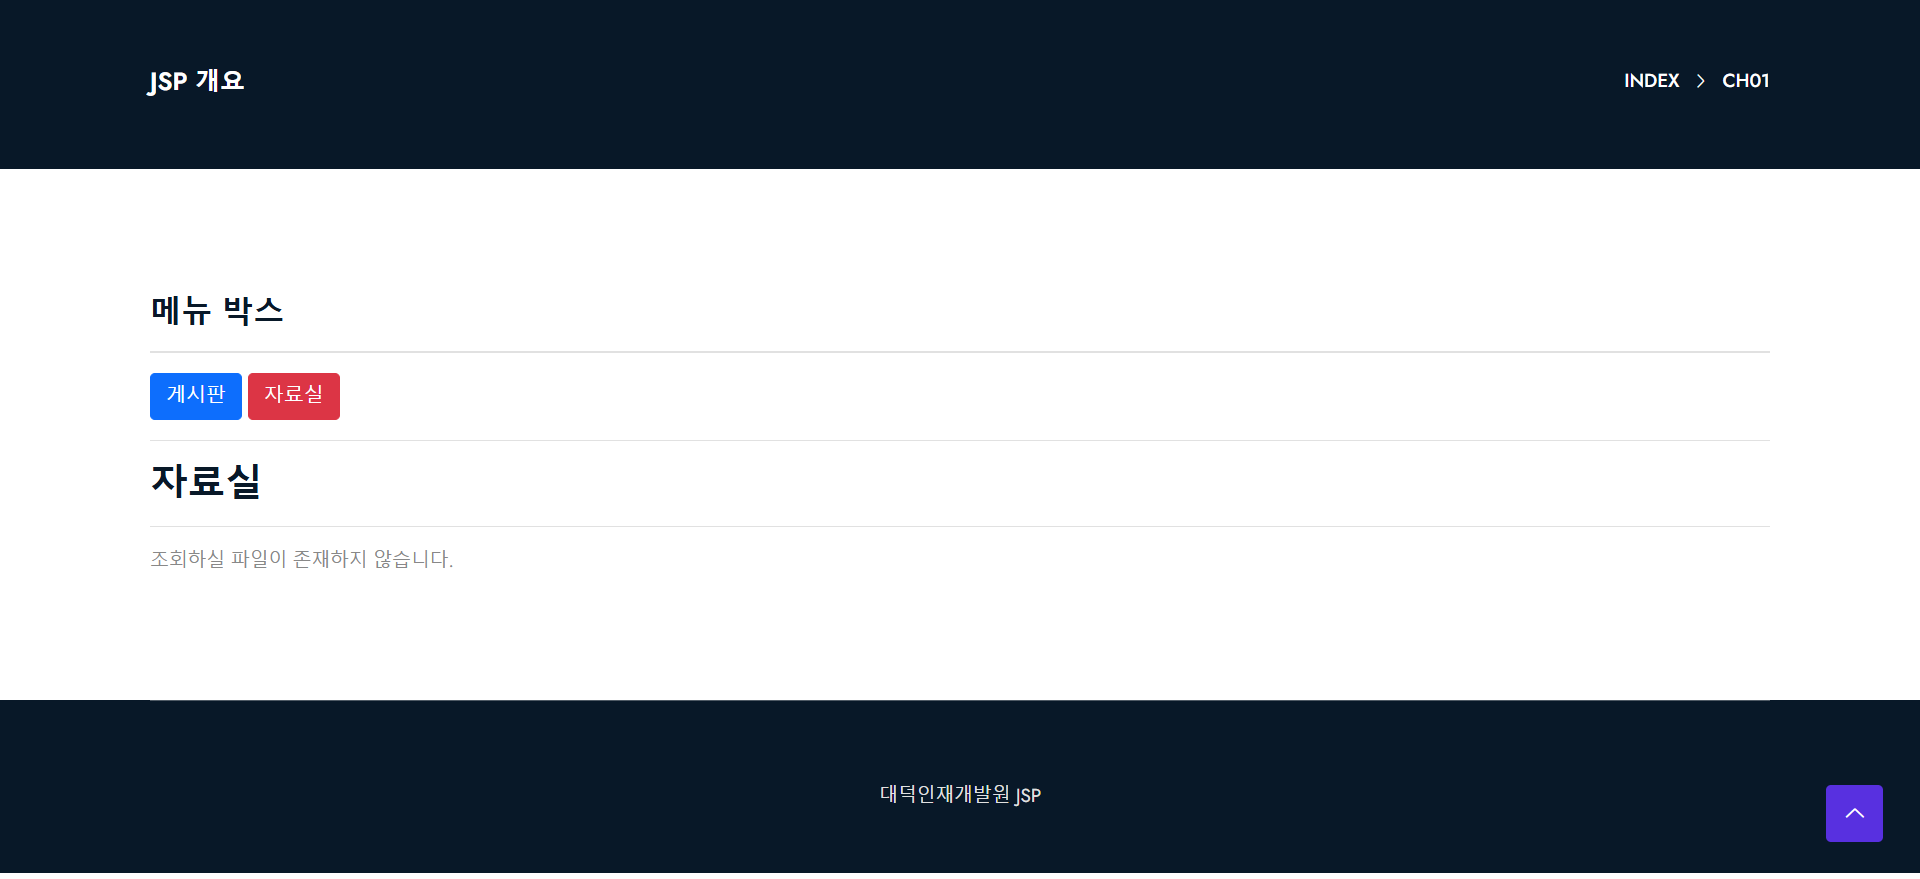 JSP 개요
INDEX > CH01
메뉴 박스
게시판 자료실
자료실
조회하실 파일이 존재하지 않습니다.
대덕인재개발원 JSP